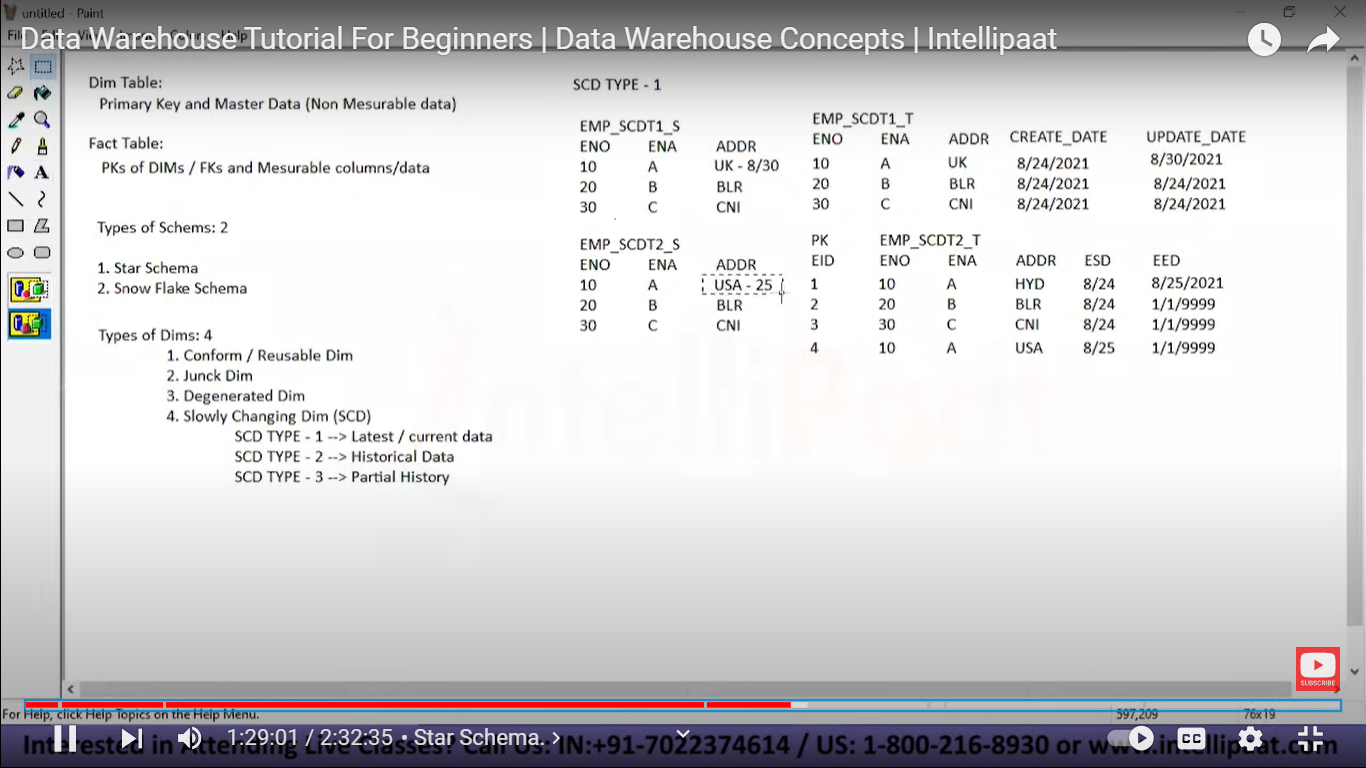 untitled - Paint
Data Warehouse Tutorial For Beginners | Data Warehouse Concepts | Intellipaat
Dim Table:
Primary Key and Master Data (Non Mesurable data)
Fact Table:
PKs of DIMs / FKs and Mesurable columns/data
Types of Schems: 2
1. Star Schema
2. Snow Flake Schema
Types of Dims: 4
1. Conform / Reusable Dim
2. Junck Dim
3. Degenerated Dim
4. Slowly Changing Dim (SCD)
SCD TYPE - 1 --> Latest / current data
SCD TYPE - 2 --> Historical Data
SCD TYPE - 3 --> Partial History
SCD TYPE - 1
EMP_SCDT1_S
ENO ENA ADDR
10 A UK - 8/30
20 B BLR
30 C CNI
EMP_SCDT1_T
ENO ENA ADDR CREATE_DATE UPDATE_DATE
10 A UK 8/24/2021 8/30/2021
20 B BLR 8/24/2021 8/24/2021
30 C CNI 8/24/2021 8/24/2021
EMP_SCDT2_S
ENO ENA ADDR
10 A USA - 25
20 B BLR
30 C CNI
PK EMP_SCDT2_T
EID ENO ENA ADDR ESD EED
1 10 A HYD 8/24 8/25/2021
2 20 B BLR 8/24 1/1/9999
3 30 C CNI 8/24 1/1/9999
4 10 A USA 8/25 1/1/9999
IntelliPaat
SUBSCRIBE
For Help, click Help Topics on the Help Menu.
597,209 76x19
1:29:01 / 2:32:35 • Star Schema. >
CC
Interested in Attending Live Classes? Call Us: IN:+91-7022374614 / US: 1-800-216-8930 or www.intellipaat.com